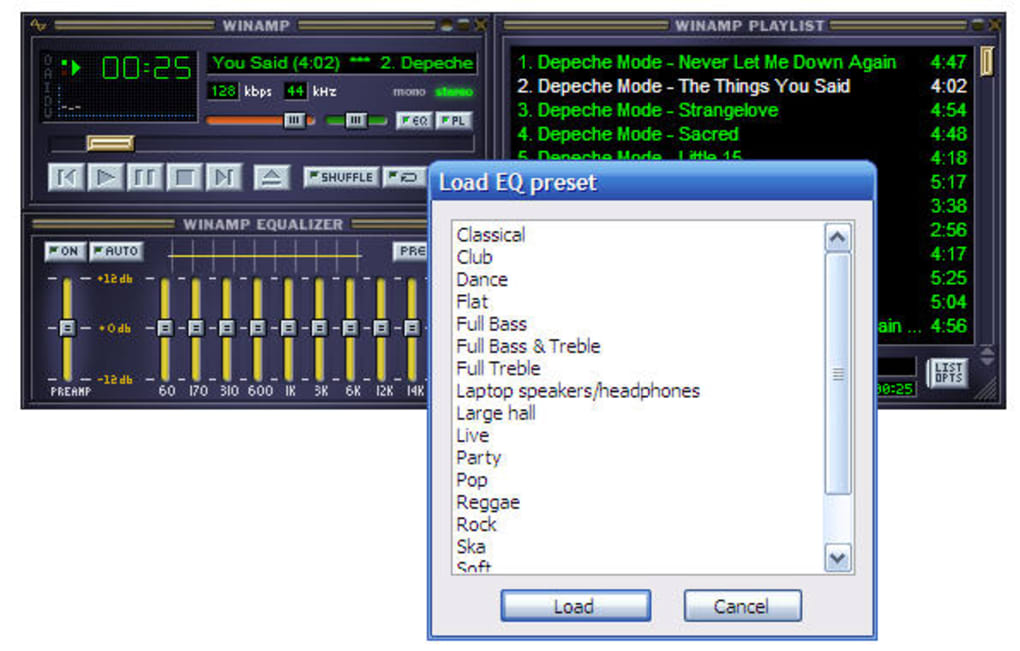 WINAMP
00:25
You Said (4:02) *** 2. Depeche
128 kbps 44 kHz mono stereo
EQ PL
SHUFFLE
WINAMP EQUALIZER
ON AUTO PRE
+12 db
+0 db
-12 db
PREAMP 60 170 310 600 1K 3K 6K 12K 14K
WINAMP PLAYLIST
1. Depeche Mode - Never Let Me Down Again 4:47
2. Depeche Mode - The Things You Said 4:02
3. Depeche Mode - Strangelove 4:54
4. Depeche Mode - Sacred 4:48
5. Depeche Mode - Little 15 4:18
5:17
3:38
2:56
4:17
5:25
5:04
ain ... 4:56
00:25
LIST
OPTS
Load EQ preset
Classical
Club
Dance
Flat
Full Bass
Full Bass & Treble
Full Treble
Laptop speakers/headphones
Large hall
Live
Party
Pop
Reggae
Rock
Ska
Soft
Load Cancel